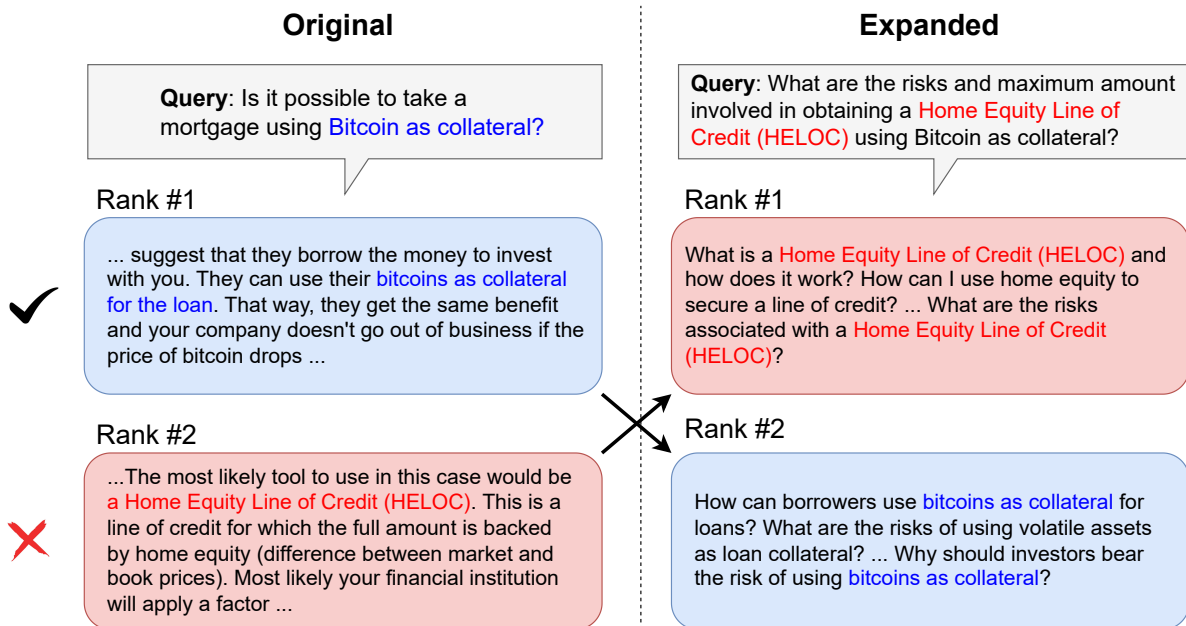 Original
Query: Is it possible to take a
mortgage using Bitcoin as collateral?
Rank #1
... suggest that they borrow the money to invest
with you. They can use their bitcoins as collateral
for the loan. That way, they get the same benefit
and your company doesn't go out of business if the
price of bitcoin drops ...
Rank #2
...The most likely tool to use in this case would be
a Home Equity Line of Credit (HELOC). This is a
line of credit for which the full amount is backed
by home equity (difference between market and
book prices). Most likely your financial institution
will apply a factor ...
Expanded
Query: What are the risks and maximum amount
involved in obtaining a Home Equity Line of
Credit (HELOC) using Bitcoin as collateral?
Rank #1
What is a Home Equity Line of Credit (HELOC) and
how does it work? How can I use home equity to
secure a line of credit? ... What are the risks
associated with a Home Equity Line of Credit
(HELOC)?
Rank #2
How can borrowers use bitcoins as collateral for
loans? What are the risks of using volatile assets
as loan collateral? ... Why should investors bear
the risk of using bitcoins as collateral?